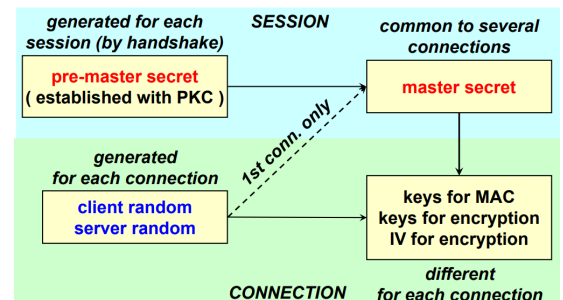 generated for each
session (by handshake)
SESSION
common to several
connections
pre-master secret
( established with PKC )
master secret
1st conn. only
generated
for each connection
client random
server random
keys for MAC
keys for encryption
IV for encryption
CONNECTION
different
for each connection